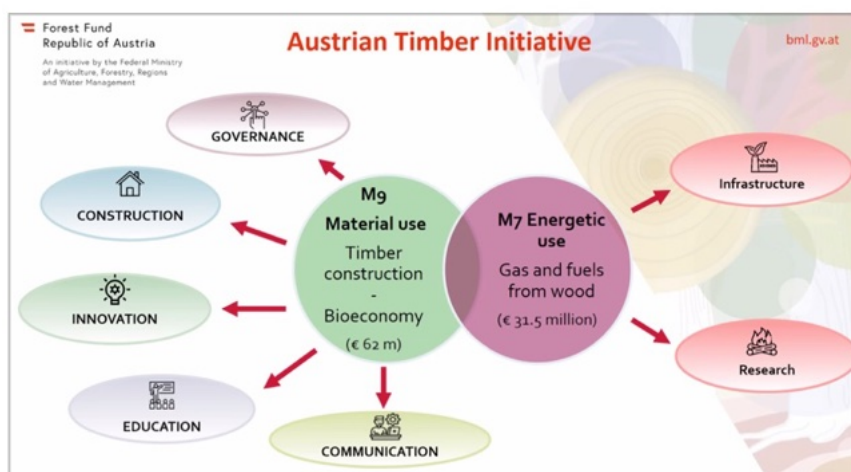 Forest Fund
Republic of Austria
An initiative by the Federal Ministry
of Agriculture, Forestry, Regions
and Water Management
Austrian Timber Initiative
bml.gv.at
GOVERNANCE
CONSTRUCTION
INNOVATION
EDUCATION
COMMUNICATION
M9
Material use
Timber
construction
-
Bioeconomy
(€ 62 m)
M7 Energetic
use
Gas and fuels
from wood
(€ 31.5 million)
Infrastructure
Research